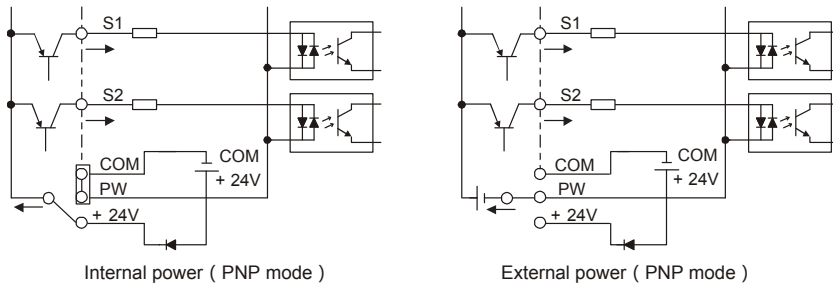 S1
S2
COM
COM
+ 24V
PW
+ 24V
Internal power ( PNP mode )
S1
S2
COM
COM
+ 24V
PW
+ 24V
External power ( PNP mode )